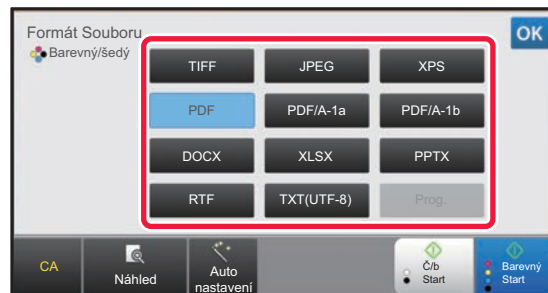 Formát Souboru
OK
Barevný/šedý
TIFF
JPEG
XPS
PDF
PDF/A-1a
PDF/A-1b
DOCX
XLSX
PPTX
RTF
TXT(UTF-8)
Prog.
CA
Náhled
Auto
nastavení
Č/b
Start
Barevný
Start